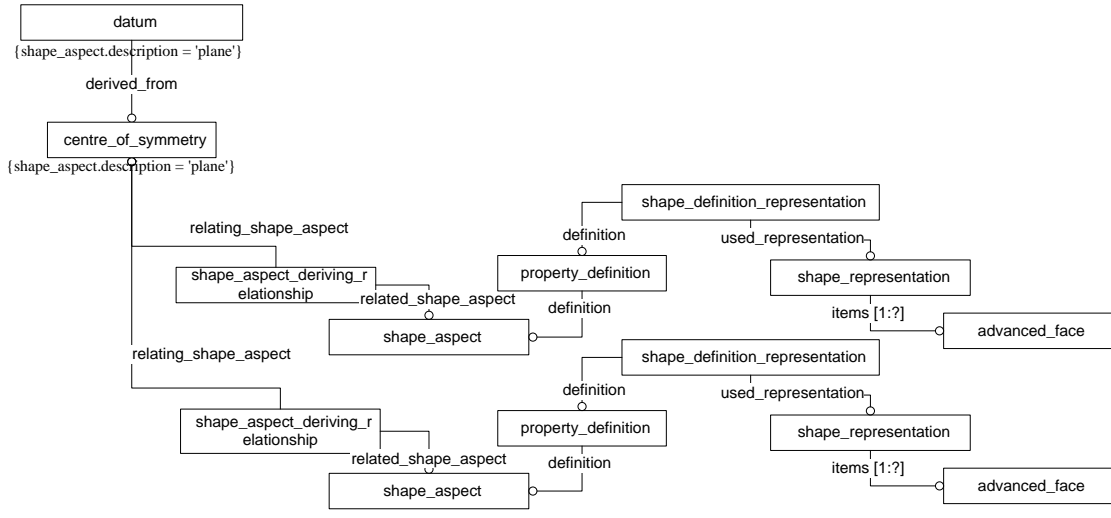 datum
{shape_aspect.description = 'plane'}
derived_from
centre_of_symmetry
{shape_aspect.description = 'plane'}
shape_definition_representation
relating_shape_aspect
definition
used_representation
shape_aspect_deriving_r
elationship
property_definition
shape_representation
related_shape_aspect
definition
items [1:?]
shape_aspect
advanced_face
relating_shape_aspect
shape_definition_representation
definition
used_representation
shape_aspect_deriving_r
elationship
property_definition
shape_representation
related_shape_aspect
definition
items [1:?]
shape_aspect
advanced_face